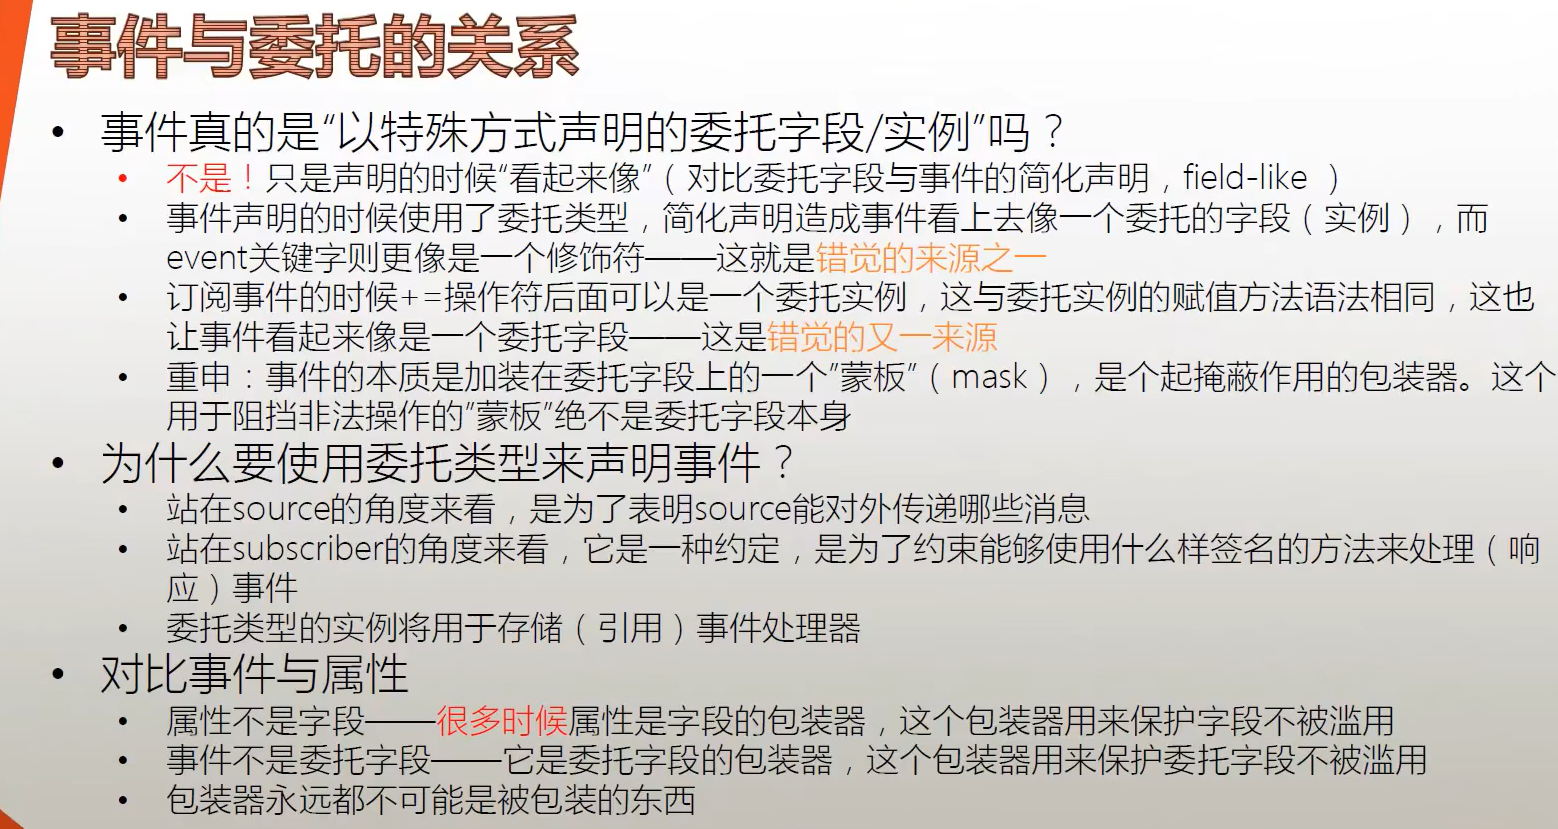 事件与委托的关系
• 事件真的是“以特殊方式声明的委托字段/实例”吗？
• 不是！只是声明的时候“看起来像”（对比委托字段与事件的简化声明，field-like ）
• 事件声明的时候使用了委托类型，简化声明造成事件看上去像一个委托的字段（实例），而
event关键字则更像是一个修饰符——这就是错觉的来源之一
• 订阅事件的时候+=操作符后面可以是一个委托实例，这与委托实例的赋值方法语法相同，这也
让事件看起来像是一个委托字段——这是错觉的又一来源
• 重申：事件的本质是加装在委托字段上的一个”蒙板”（mask），是个起掩蔽作用的包装器。这个
用于阻挡非法操作的”蒙板”绝不是委托字段本身
• 为什么要使用委托类型来声明事件？
• 站在source的角度来看，是为了表明source能对外传递哪些消息
• 站在subscriber的角度来看，它是一种约定，是为了约束能够使用什么样签名的方法来处理（响
应）事件
• 委托类型的实例将用于存储（引用）事件处理器
• 对比事件与属性
• 属性不是字段——很多时候属性是字段的包装器，这个包装器用来保护字段不被滥用
• 事件不是委托字段——它是委托字段的包装器，这个包装器用来保护委托字段不被滥用
• 包装器永远都不可能是被包装的东西